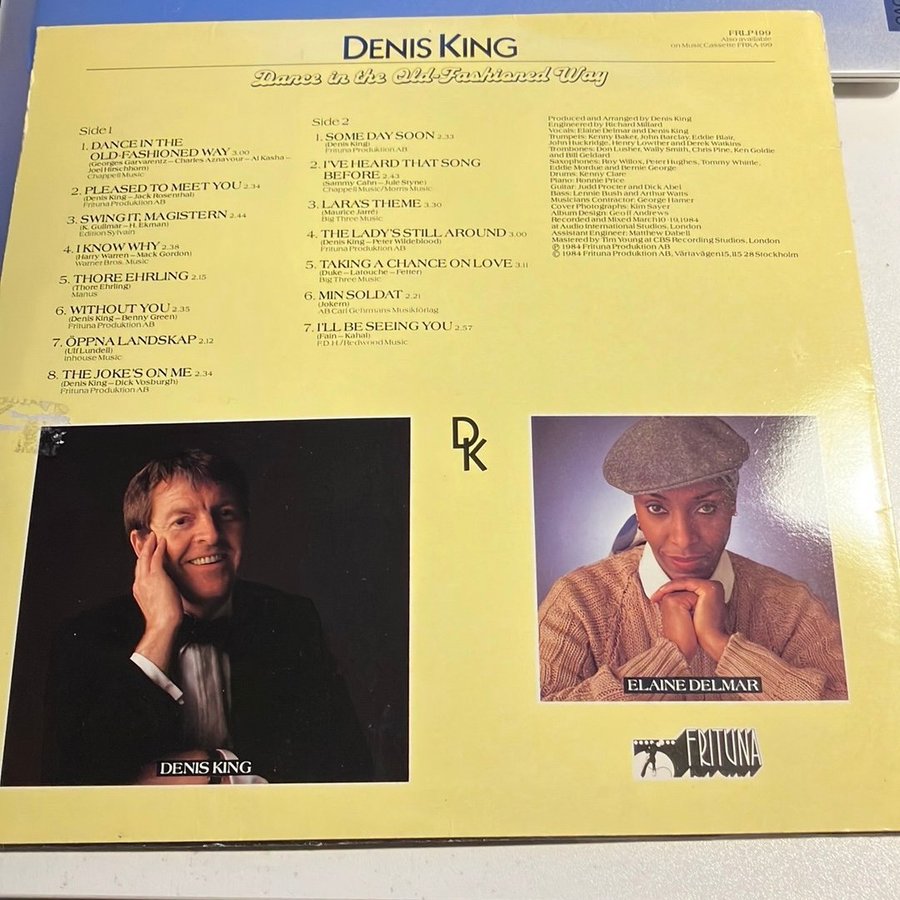 DENIS KING
Dance in the Old-Fashioned Way
FRLP 199
Also available
on Music Cassette FRKA 199
Side 1
1. DANCE IN THE
OLD-FASHIONED WAY 3.00
(Georges Garvarentz – Charles Aznavour – Al Kasha –
Joel Hirschhorn)
Chappell Music
2. PLEASED TO MEET YOU 2.34
(Denis King – Jack Rosenthal)
Frituna Produktion AB
3. SWING IT, MAGISTERN 2.44
(K. Gullmar – H. Ekman)
Edition Sylvain
4. I KNOW WHY 2.38
(Harry Warren – Mack Gordon)
Warner Bros. Music
5. THORE EHRLING 2.15
(Thore Ehrling)
Manus
6. WITHOUT YOU 2.35
(Denis King – Benny Green)
Frituna Produktion AB
7. ÖPPNA LANDSKAP 2.12
(Ulf Lundell)
Inhouse Music
8. THE JOKE'S ON ME 2.34
(Denis King – Dick Vosburgh)
Frituna Produktion AB
Side 2
1. SOME DAY SOON 2.33
(Denis King)
Frituna Produktion AB
2. I'VE HEARD THAT SONG
BEFORE 2.43
(Sammy Cahn – Jule Styne)
Chappell Music/Morris Music
3. LARA'S THEME 3.30
(Maurice Jarré)
Big Three Music
4. THE LADY'S STILL AROUND 3.00
(Denis King – Peter Wildeblood)
Frituna Produktion AB
5. TAKING A CHANCE ON LOVE 3.11
(Duke – Latouche – Fetter)
Big Three Music
6. MIN SOLDAT 2.21
(Jokern)
AB Carl Gehrmans Musikförlag
7. I'LL BE SEEING YOU 2.57
(Fain – Kahal)
F.D.H./Redwood Music
Produced and Arranged by Denis King
Engineered by Richard Millard
Vocals: Elaine Delmar and Denis King
Trumpets: Kenny Baker, John Barclay, Eddie Blair,
John Huckridge, Henry Lowther and Derek Watkins
Trombones: Don Lusher, Wally Smith, Chris Pine, Ken Goldie
and Bill Geldard
Saxophones: Roy Willox, Peter Hughes, Tommy Whittle,
Eddie Mordue and Bernie George
Drums: Kenny Clare
Piano: Ronnie Price
Guitar: Judd Procter and Dick Abel
Basses: Lennie Bush and Arthur Watts
Musicians Contractor: George Hamer
Cover Photographs: Kim Sayer
Album Design: Geoff Andrews
Recorded and Mixed March 10–19, 1984
at Audio International Studios, London
Assistant Engineer: Matthew Dabell
Mastered by Tim Young at CBS Recording Studios, London
℗ 1984 Frituna Produktion AB
© 1984 Frituna Produktion AB, Värtavägen 15, 115 28 Stockholm
DK
DENIS KING
ELAINE DELMAR
FRITUNA